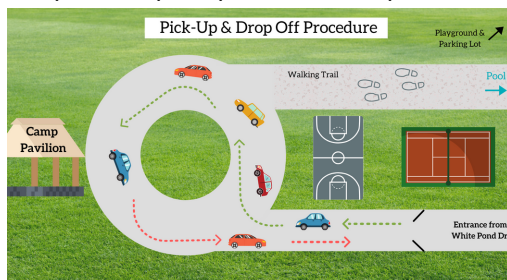 Pick-Up & Drop Off Procedure
Playground &
Parking Lot
Walking Trail
Pool
Camp
Pavilion
Entrance from
White Pond Dr